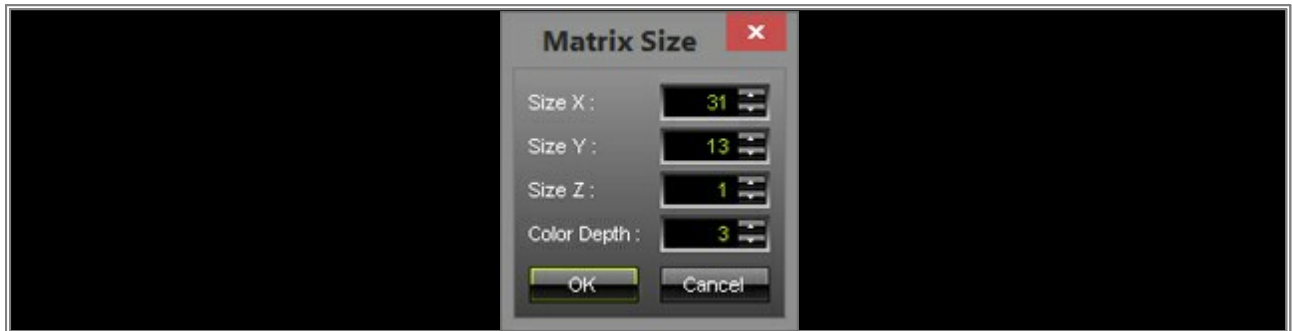 Matrix Size
Size X : 31
Size Y : 13
Size Z : 1
Color Depth : 3
OK Cancel